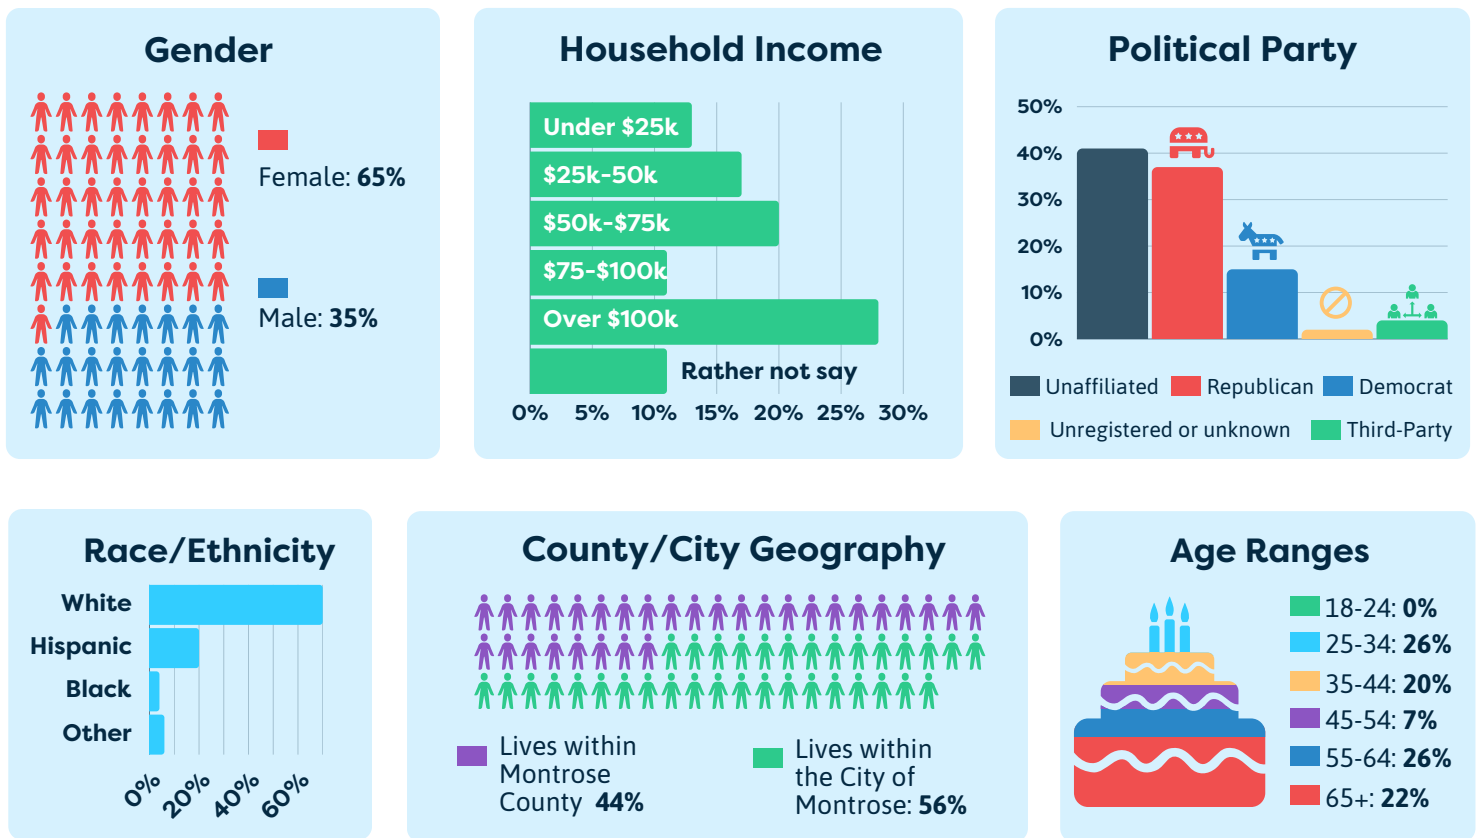 Gender
Female: 65%
Male: 35%
Household Income
Under $25k
$25k-50k
$50k-$75k
$75-$100k
Over $100k
Rather not say
0% 5% 10% 15% 20% 25% 30%
Political Party
50%
40%
30%
20%
10%
0%
Unaffiliated Republican Democrat
Unregistered or unknown Third-Party
Race/Ethnicity
White
Hispanic
Black
Other
0% 20% 40% 60%
County/City Geography
Lives within
Montrose
County 44%
Lives within
the City of
Montrose: 56%
Age Ranges
18-24: 0%
25-34: 26%
35-44: 20%
45-54: 7%
55-64: 26%
65+: 22%